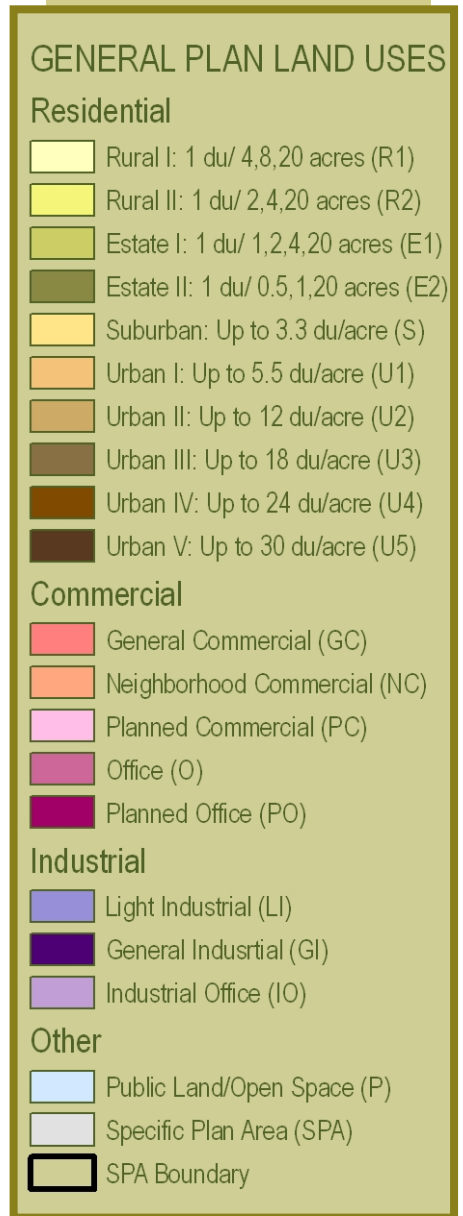 GENERAL PLAN LAND USES
Residential
Rural I: 1 du/ 4,8,20 acres (R1)
Rural II: 1 du/ 2,4,20 acres (R2)
Estate I: 1 du/ 1,2,4,20 acres (E1)
Estate II: 1 du/ 0.5,1,20 acres (E2)
Suburban: Up to 3.3 du/acre (S)
Urban I: Up to 5.5 du/acre (U1)
Urban II: Up to 12 du/acre (U2)
Urban III: Up to 18 du/acre (U3)
Urban IV: Up to 24 du/acre (U4)
Urban V: Up to 30 du/acre (U5)
Commercial
General Commercial (GC)
Neighborhood Commercial (NC)
Planned Commercial (PC)
Office (O)
Planned Office (PO)
Industrial
Light Industrial (LI)
General Indusrtial (GI)
Industrial Office (IO)
Other
Public Land/Open Space (P)
Specific Plan Area (SPA)
SPA Boundary